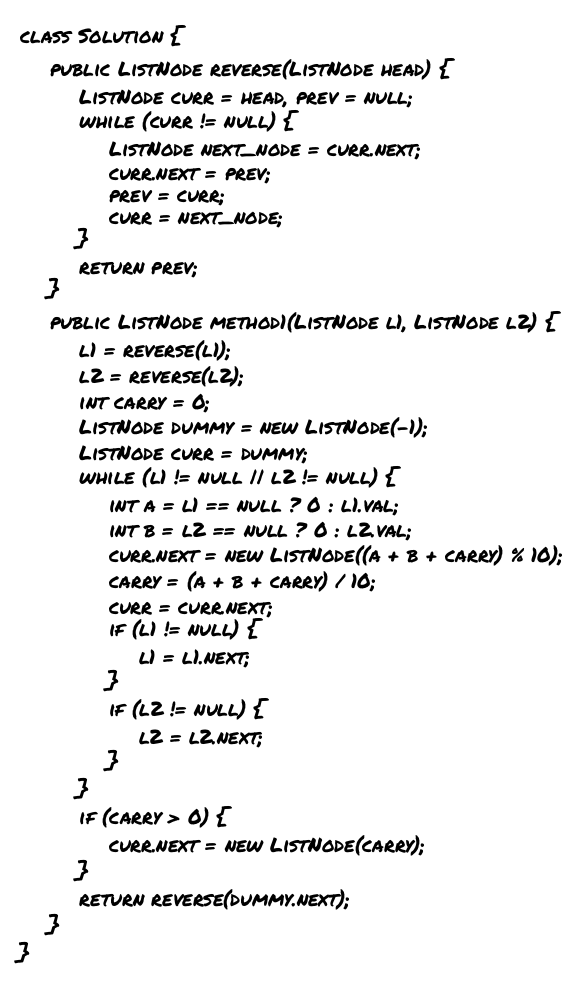 class Solution {
public ListNode reverse(ListNode head) {
ListNode curr = head, prev = null;
while (curr != null) {
ListNode next_node = curr.next;
curr.next = prev;
prev = curr;
curr = next_node;
}
return prev;
}
public ListNode method1(ListNode l1, ListNode l2) {
l1 = reverse(l1);
l2 = reverse(l2);
int carry = 0;
ListNode dummy = new ListNode(-1);
ListNode curr = dummy;
while (l1 != null || l2 != null) {
int a = l1 == null ? 0 : l1.val;
int b = l2 == null ? 0 : l2.val;
curr.next = new ListNode((a + b + carry) % 10);
carry = (a + b + carry) / 10;
curr = curr.next;
if (l1 != null) {
l1 = l1.next;
}
if (l2 != null) {
l2 = l2.next;
}
}
if (carry > 0) {
curr.next = new ListNode(carry);
}
return reverse(dummy.next);
}
}